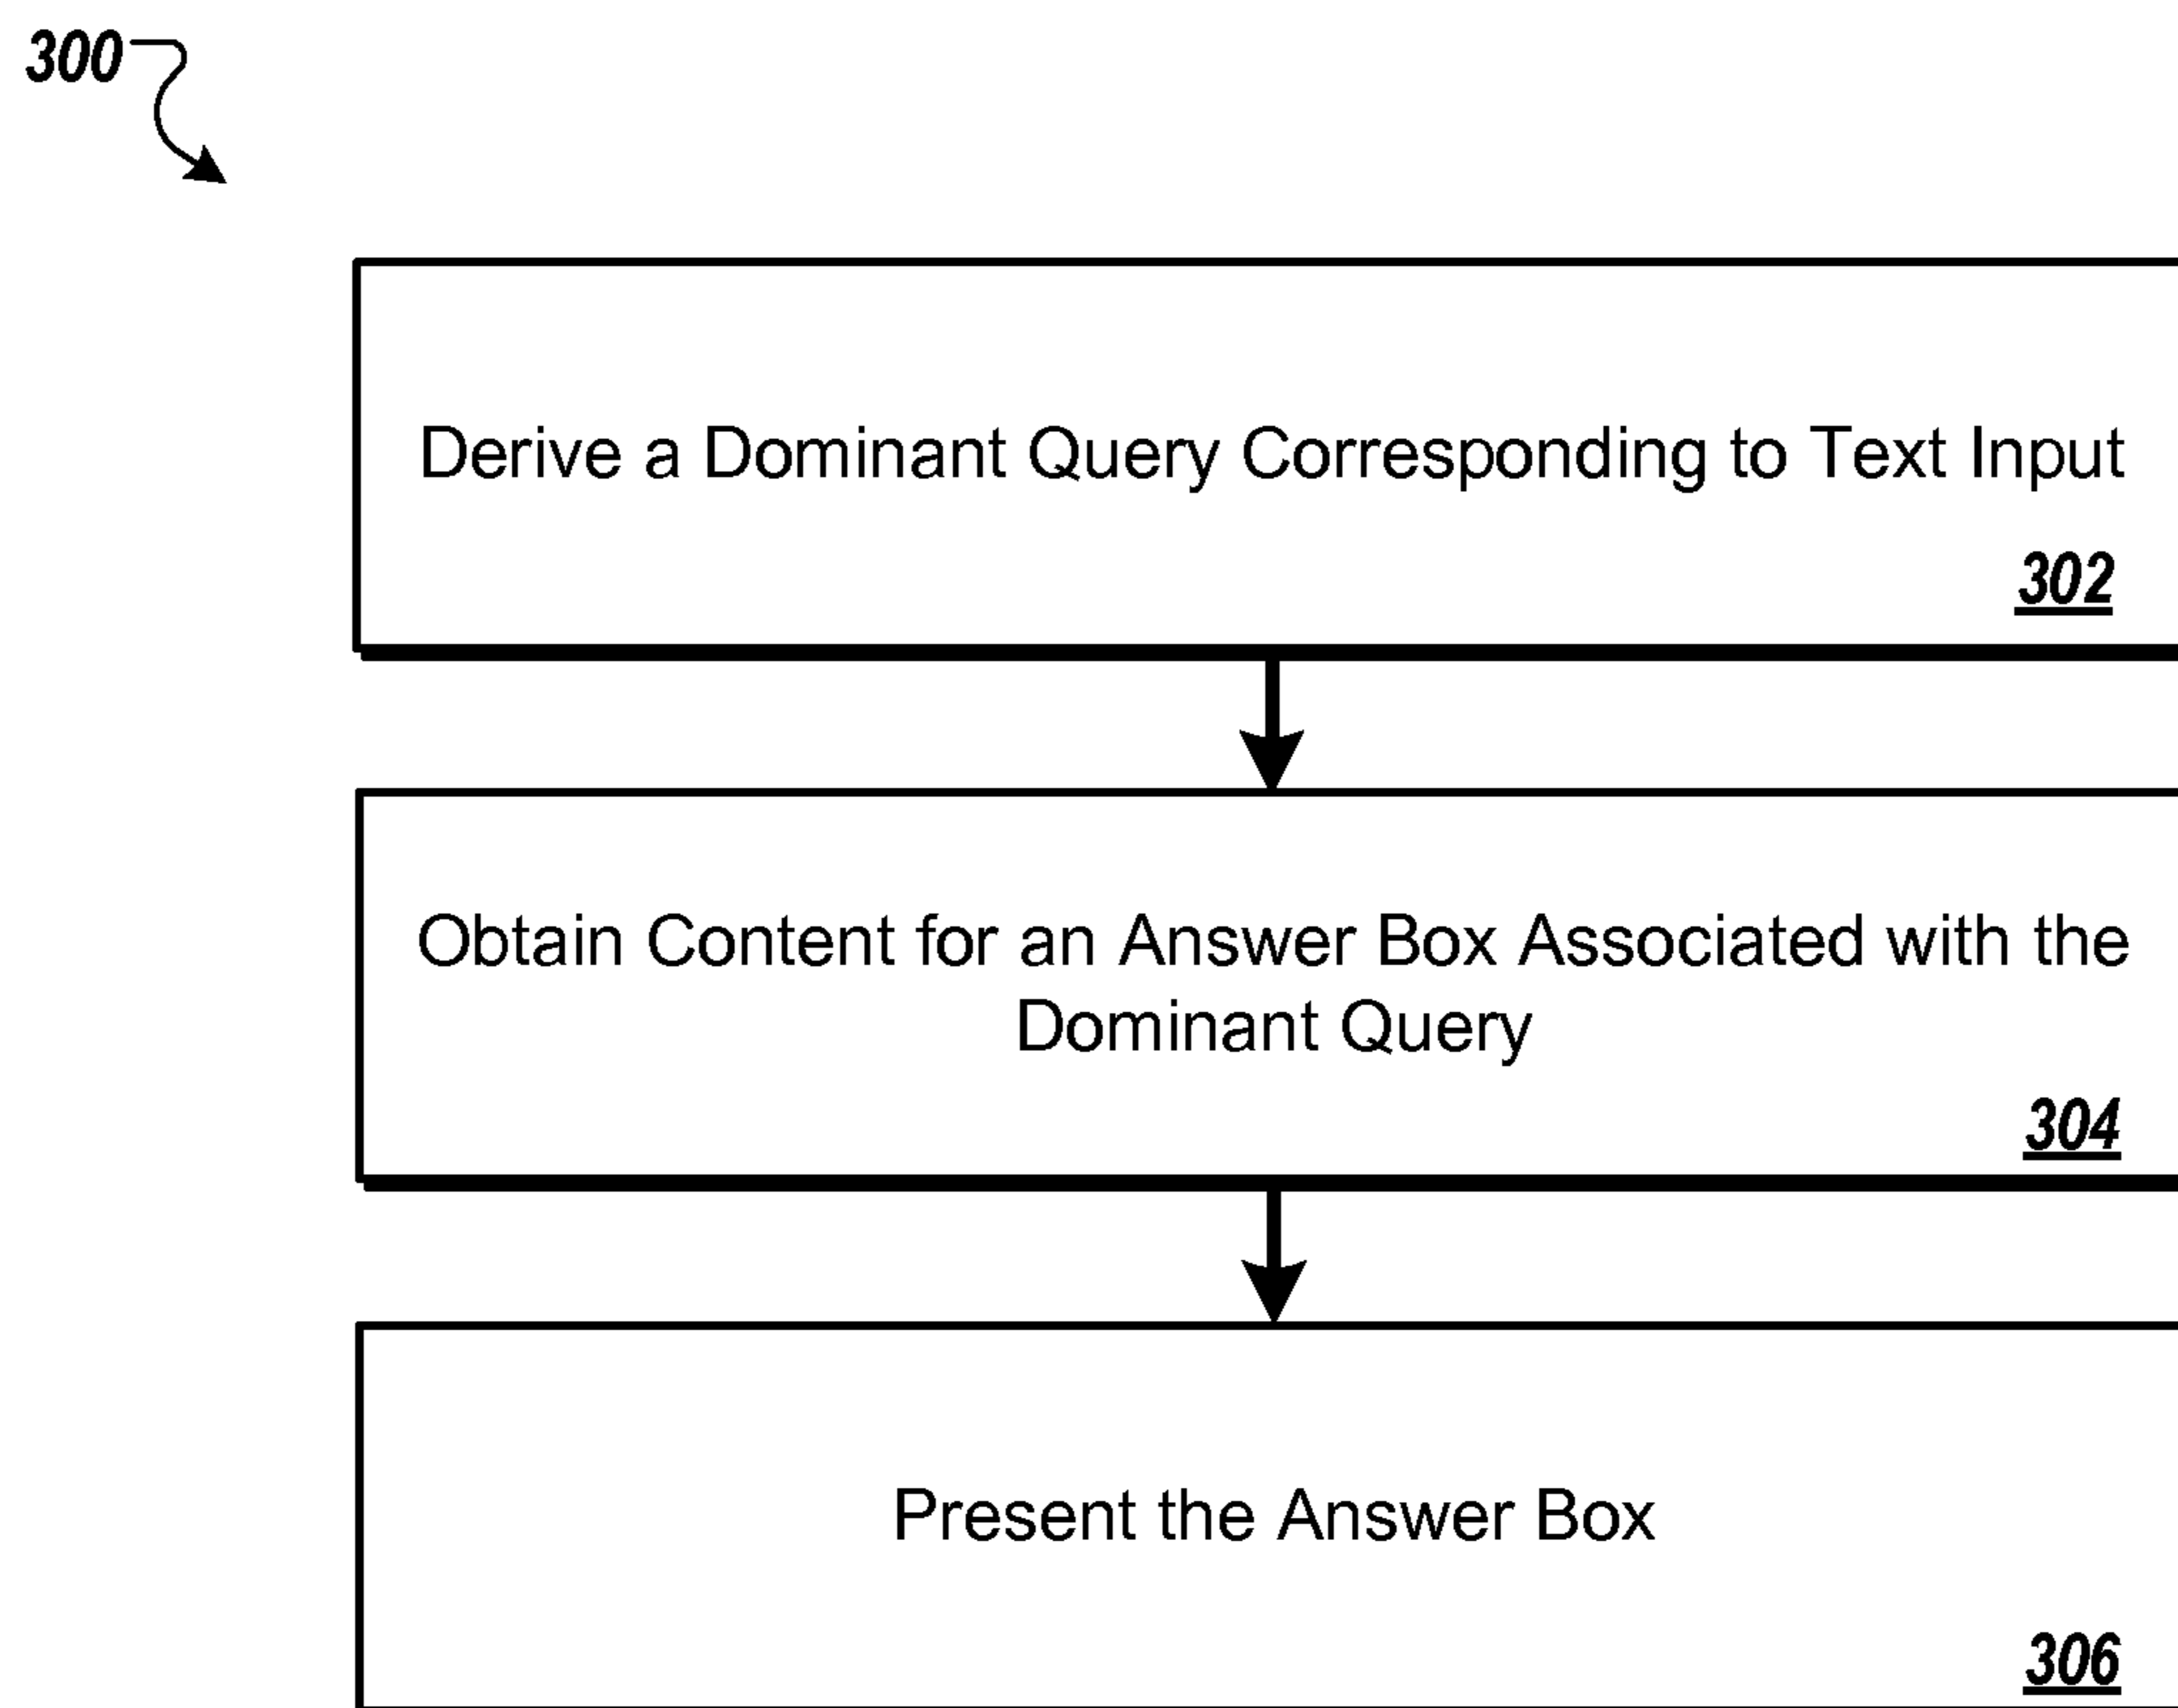 300
Derive a Dominant Query Corresponding to Text Input
302
Obtain Content for an Answer Box Associated with the
Dominant Query
304
Present the Answer Box
306